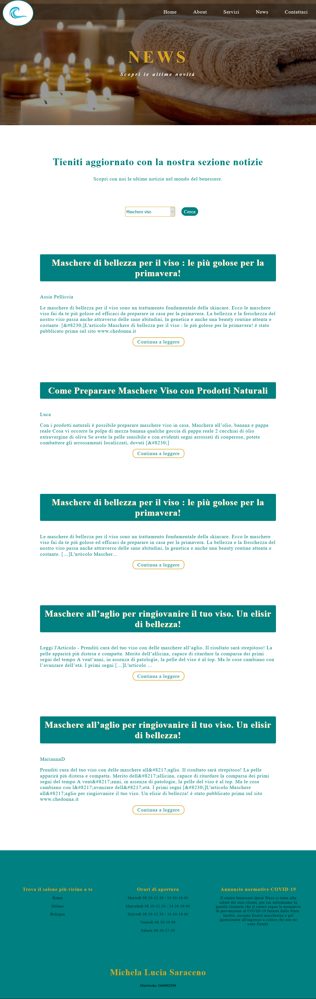 Home About Servizi News Contattaci
NEWS
Scopri le ultime novità
Tieniti aggiornato con la nostra sezione notizie
Scopri con noi le ultime notizie nel mondo del benessere.
Maschere viso Cerca
Maschere di bellezza per il viso : le più golose per la
primavera!
Assia Pelliccia
Le maschere di bellezza per il viso sono un trattamento fondamentale della skincare. Ecco le maschere
viso fai da te più golose ed efficaci da preparare in casa per la primavera. La bellezza e la freschezza del
nostro viso passa anche attraverso delle sane abitudini, la genetica e anche una beauty routine attenta e
costante. [&#8230;]L'articolo Maschere di bellezza per il viso : le più golose per la primavera! è stato
pubblicato prima sul sito www.chedonna.it
Continua a leggere
Come Preparare Maschere Viso con Prodotti Naturali
Luca
Con i prodotti naturali è possibile preparare maschere viso in casa. Maschera all’olio, banana e pappa
reale Cosa vi occorre la polpa di mezza banana qualche goccia di pappa reale 2 cucchiai di olio
extravergine di oliva Se avete la pelle sensibile e con evidenti segni arrossati di couperose, potete
combattere gli arrossamenti localizzati, dovuti [&#8230;]
Continua a leggere
Maschere di bellezza per il viso : le più golose per la
primavera!
Le maschere di bellezza per il viso sono un trattamento fondamentale della skincare. Ecco le maschere
viso fai da te più golose ed efficaci da preparare in casa per la primavera. La bellezza e la freschezza del
nostro viso passa anche attraverso delle sane abitudini, la genetica e anche una beauty routine attenta e
costante. […]L'articolo Mascher...
Continua a leggere
Maschere all’aglio per ringiovanire il tuo viso. Un elisir
di bellezza!
Leggi l'Articolo - Prenditi cura del tuo viso con delle maschere all’aglio. Il risultato sarà strepitoso! La
pelle apparirà più distesa e compatta. Merito dell’allicina, capace di ritardare la comparsa dei primi
segni del tempo A vent’anni, in assenza di patologie, la pelle del viso è al top. Ma le cose cambiano con
l’avanzare dell’età. I primi segni […]L'articolo ...
Continua a leggere
Maschere all’aglio per ringiovanire il tuo viso. Un elisir
di bellezza!
MariannaD
Prenditi cura del tuo viso con delle maschere all&#8217;aglio. Il risultato sarà strepitoso! La pelle
apparirà più distesa e compatta. Merito dell&#8217;allicina, capace di ritardare la comparsa dei primi
segni del tempo A vent&#8217;anni, in assenza di patologie, la pelle del viso è al top. Ma le cose
cambiano con l&#8217;avanzare dell&#8217;età. I primi segni [&#8230;]L'articolo Maschere
all&#8217;aglio per ringiovanire il tuo viso. Un elisir di bellezza! è stato pubblicato prima sul sito
www.chedonna.it
Continua a leggere
Trova il salone più vicino a te
Roma
Milano
Bologna
Orari di apertura
Martedì 08.30-12.30 / 14.30-19.00
Mercoledì 08.30-12.30 / 14.30-19.00
Giovedì 08.30-12.30 / 14.30-19.00
Venerdì 08.30-19.00
Sabato 08.30-17.30
Annuncio normative COVID-19
Il centro benessere Quiet Wave ci tiene alla
salute dei suoi clienti, per cui informiamo la
gentile clientela che il centro segue le normative
di prevenzione al COVID-19 fornite dallo Stato.
Inoltre, saranno forniti mascherina e gel
igienizzante all'ingresso a coloro che non ne
sono forniti.
Michela Lucia Saraceno
Matricola: O46002296